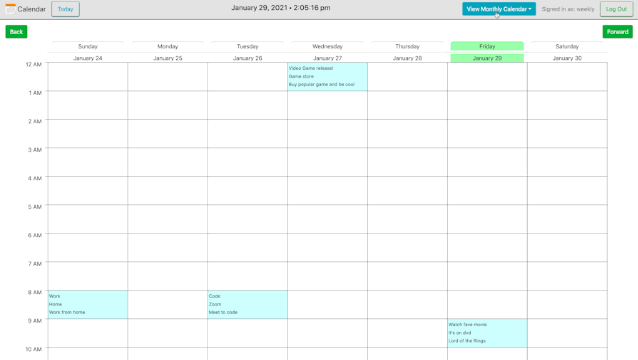 Calendar
Today
January 29, 2021 • 2:05:16 pm
View Monthly Calendar
Signed in as: weekly
Log Out
Back
Forward
Sunday
Monday
Tuesday
Wednesday
Thursday
Friday
Saturday
January 24
January 25
January 26
January 27
January 28
January 29
January 30
12 AM
Video Game release!
Game store
Buy popular game and be cool
1 AM
2 AM
3 AM
4 AM
5 AM
6 AM
7 AM
8 AM
Work
Home
Work from home
Code
Zoom
Meet to code
9 AM
Watch fave movie
It's on dvd
Lord of the Rings
10 AM